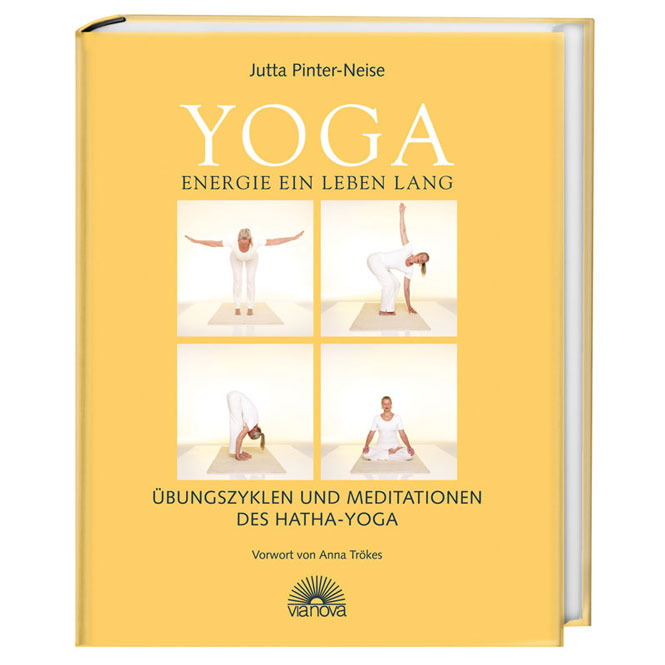 Jutta Pinter-Neise
YOGA
ENERGIE EIN LEBEN LANG
ÜBUNGSZYKLEN UND MEDITATIONEN
DES HATHA-YOGA
Vorwort von Anna Trökes
vianova